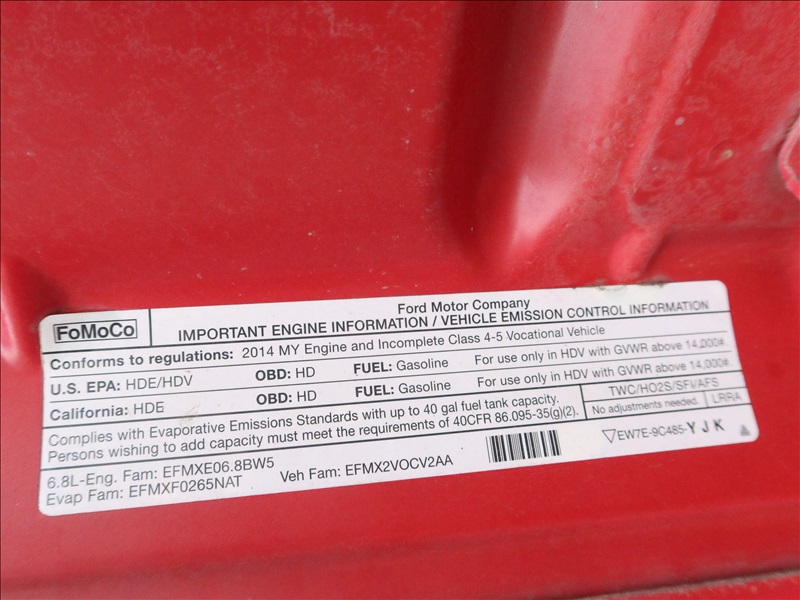 FoMoCo
Ford Motor Company
IMPORTANT ENGINE INFORMATION / VEHICLE EMISSION CONTROL INFORMATION
Conforms to regulations: 2014 MY Engine and Incomplete Class 4-5 Vocational Vehicle
U.S. EPA: HDE/HDV OBD: HD FUEL: Gasoline For use only in HDV with GVWR above 14,000#.
California: HDE OBD: HD FUEL: Gasoline For use only in HDV with GVWR above 14,000#.
Complies with Evaporative Emissions Standards with up to 40 gal fuel tank capacity.
Persons wishing to add capacity must meet the requirements of 40CFR 86.095-35(g)(2).
TWC/HO2S/SFI/AFS
No adjustments needed. LRRA
6.8L-Eng. Fam: EFMXE06.8BW5 Veh Fam: EFMX2VOCV2AA
Evap Fam: EFMXF0265NAT
EW7E-9C485-YJK